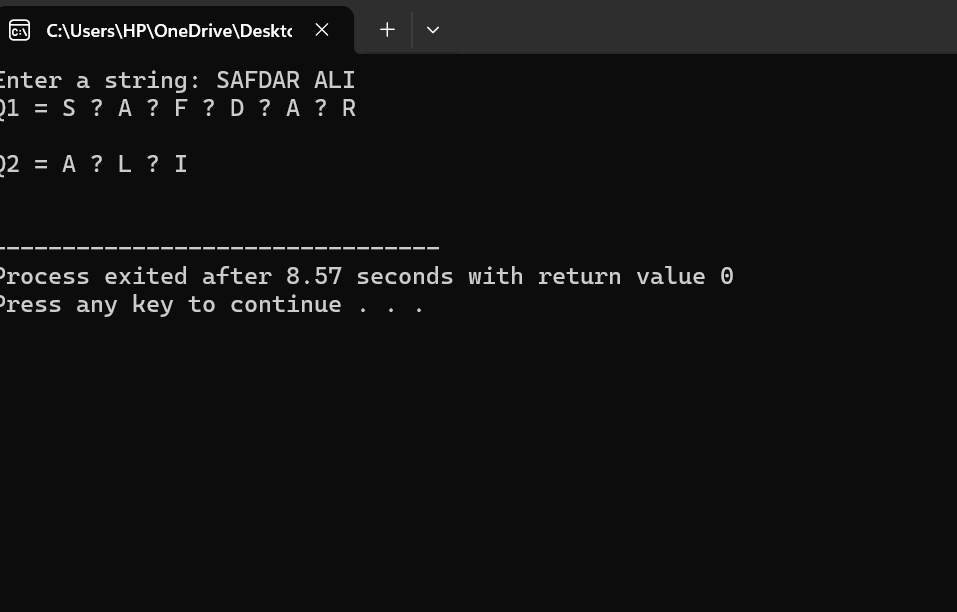 C:\Users\HP\OneDrive\Deskto
Enter a string: SAFDAR ALI
Q1 = S ? A ? F ? D ? A ? R
Q2 = A ? L ? I
--------------------------------
Process exited after 8.57 seconds with return value 0
Press any key to continue . . .